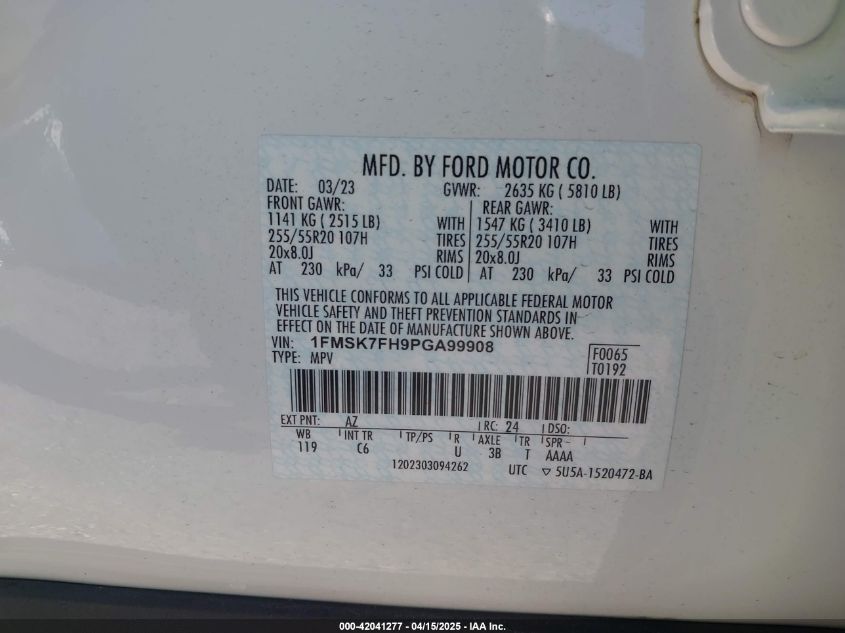 MFD. BY FORD MOTOR CO.
DATE: 03/23 GVWR: 2635 KG ( 5810 LB)
FRONT GAWR: REAR GAWR:
1141 KG ( 2515 LB) WITH 1547 KG ( 3410 LB) WITH
255/55R20 107H TIRES 255/55R20 107H TIRES
20x8.0J RIMS 20x8.0J RIMS
AT 230 kPa/ 33 PSI COLD AT 230 kPa/ 33 PSI COLD
THIS VEHICLE CONFORMS TO ALL APPLICABLE FEDERAL MOTOR
VEHICLE SAFETY AND THEFT PREVENTION STANDARDS IN
EFFECT ON THE DATE OF MANUFACTURE SHOWN ABOVE.
VIN: 1FMSK7FH9PGA99908
TYPE: MPV
F0065
T0192
EXT PNT: AZ RC: 24 DSO:
WB INT TR TP/PS R AXLE TR SPR
119 C6 U 3B T AAAA
1202303094262 UTC ▽ 5U5A-1520472-BA
000-42041277 - 04/15/2025 - IAA Inc.